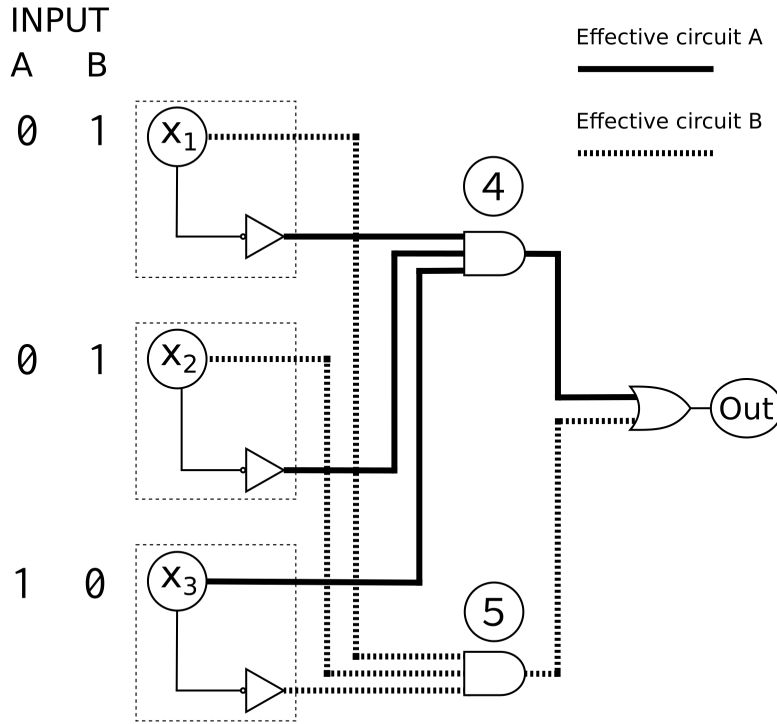 INPUT
A B
Effective circuit A
Effective circuit B
0 1
x1
4
0 1
x2
Out
1 0
x3
5